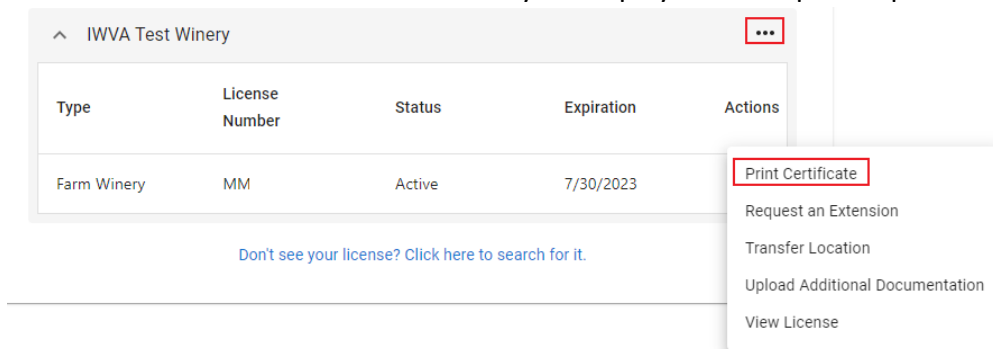 IWVA Test Winery
Type License Number Status Expiration Actions
Farm Winery MM Active 7/30/2023
Print Certificate
Request an Extension
Transfer Location
Upload Additional Documentation
View License
Don't see your license? Click here to search for it.